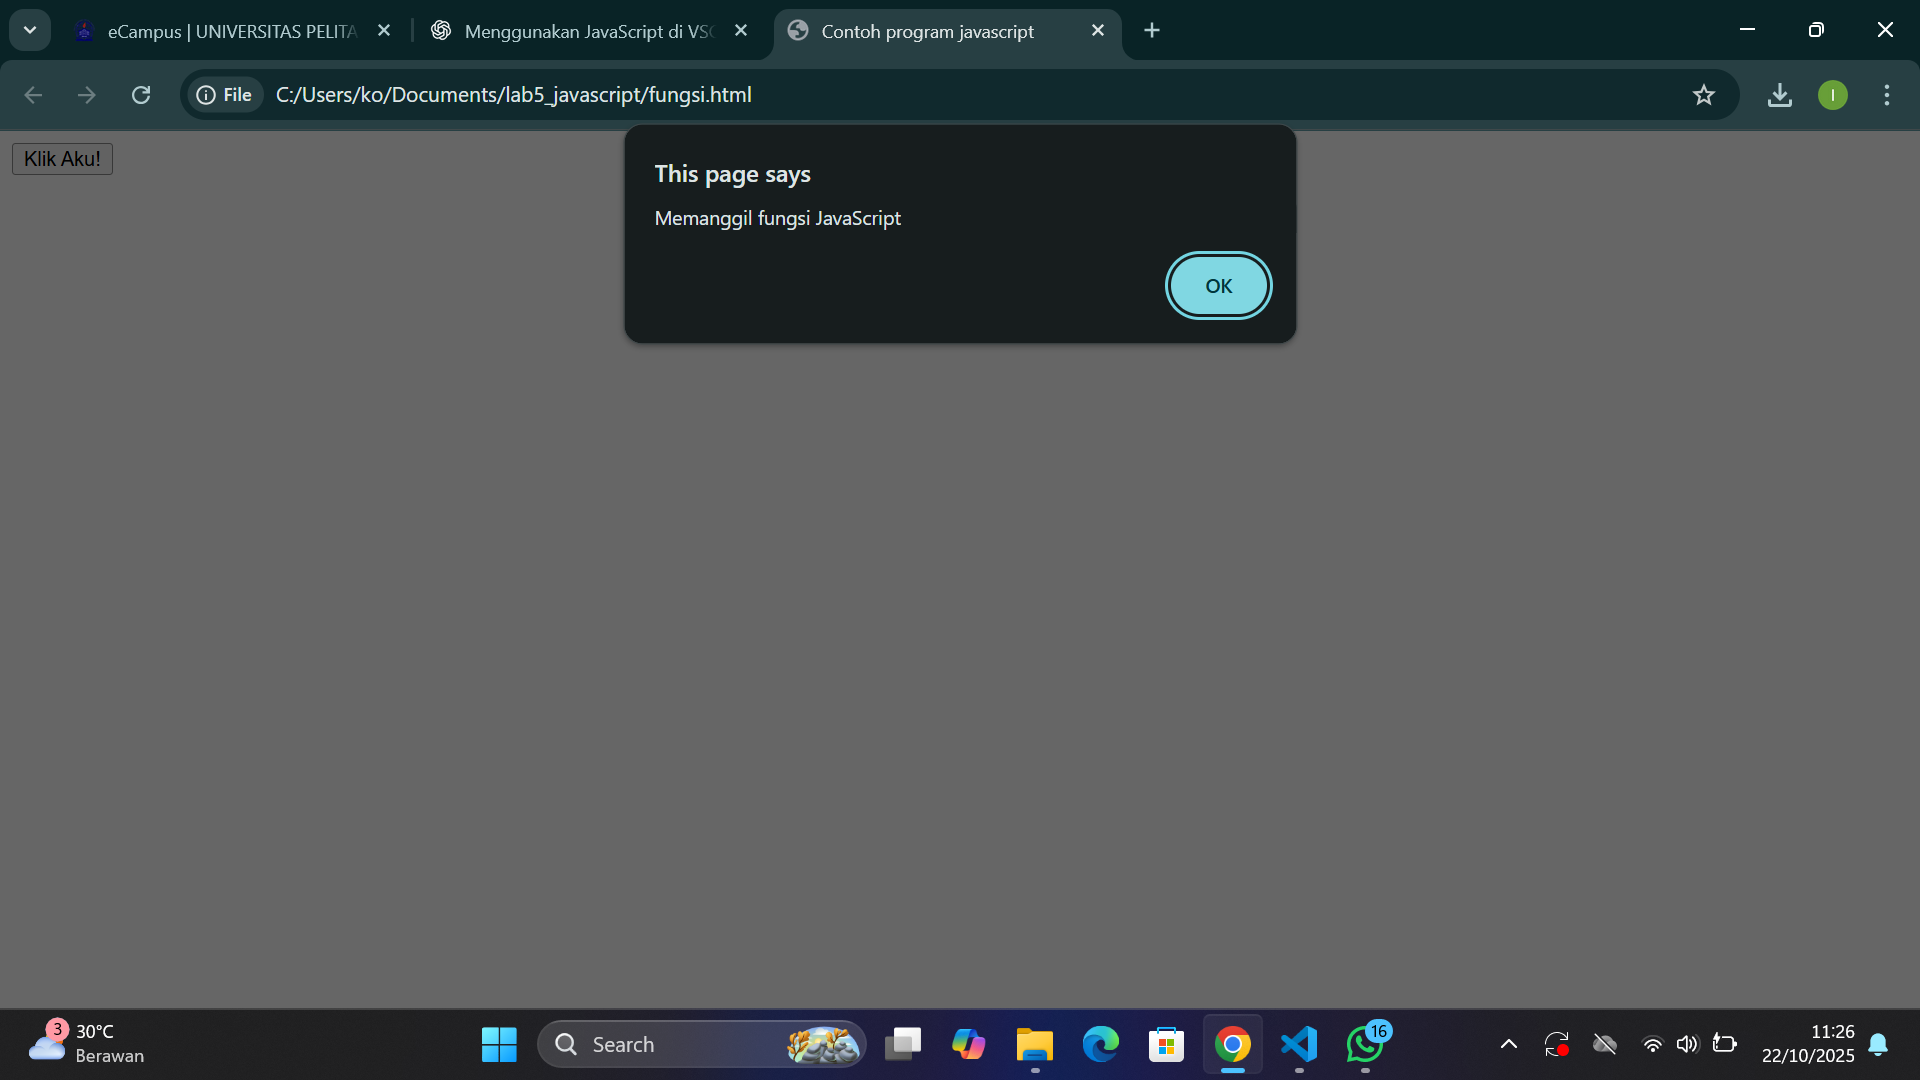 eCampus | UNIVERSITAS PELITA
Menggunakan JavaScript di VSC
Contoh program javascript
File
C:/Users/ko/Documents/lab5_javascript/fungsi.html
I
Klik Aku!
This page says
Memanggil fungsi JavaScript
OK
3
30°C
Berawan
Search
16
11:26
22/10/2025